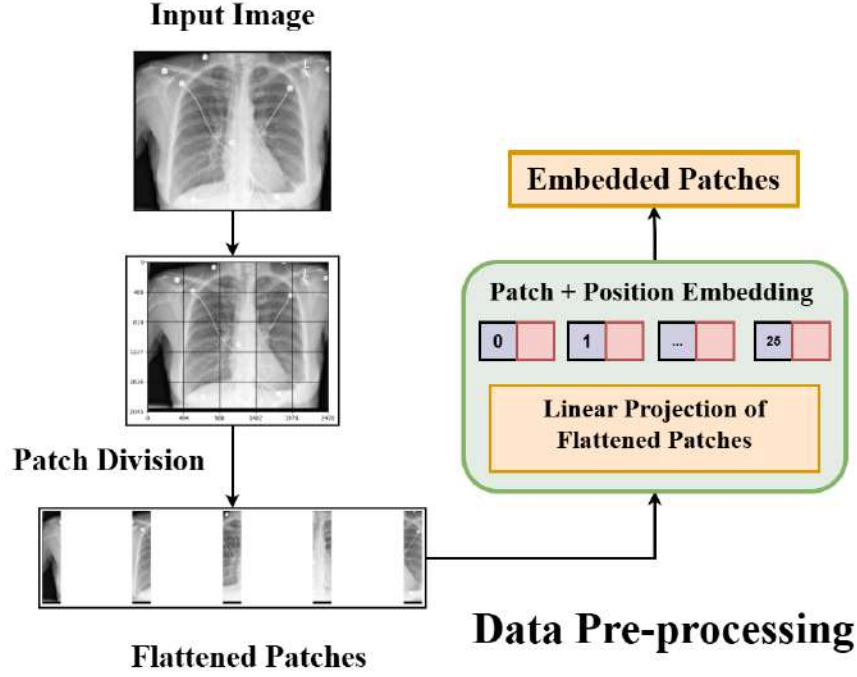 Input Image
Embedded Patches
Patch + Position Embedding
0
1
...
25
Linear Projection of
Flattened Patches
Patch Division
Flattened Patches
Data Pre-processing